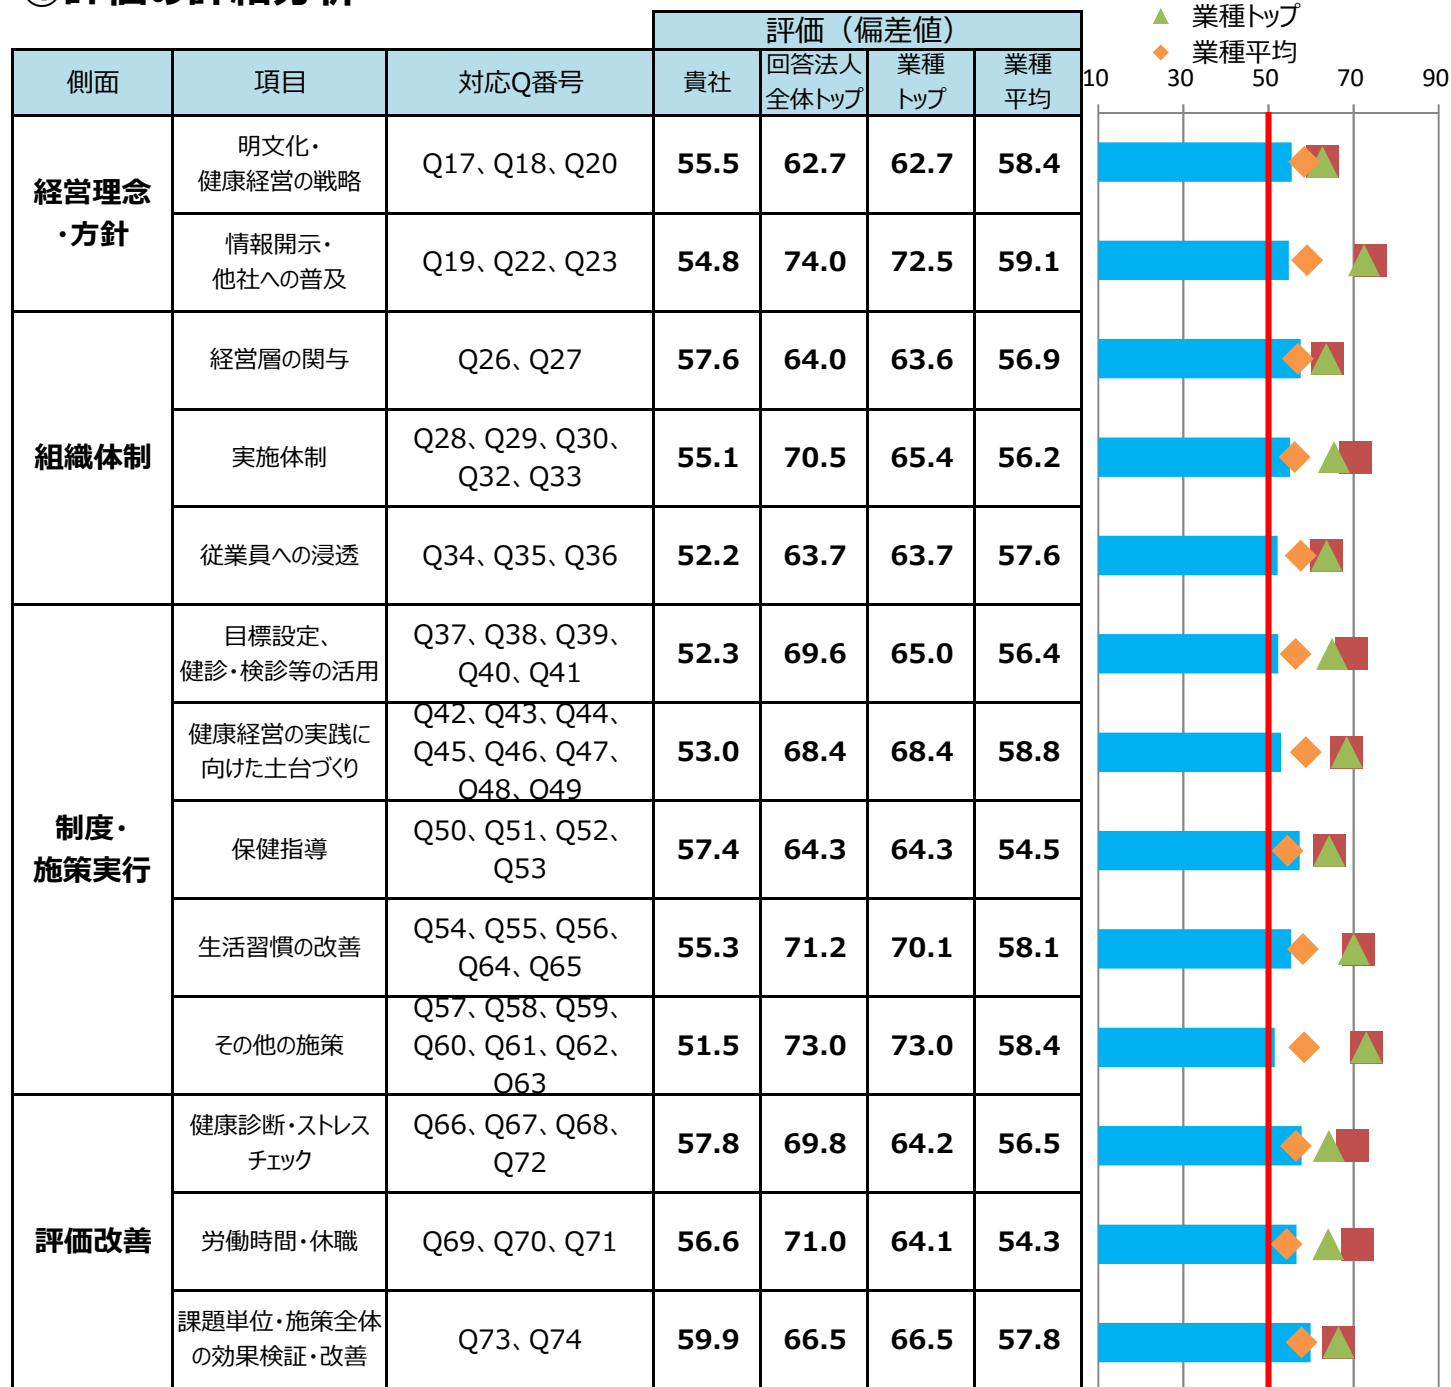 ①評価の詳細分析
▲ 業種トップ
◆ 業種平均
評価（偏差値）
側面 項目 対応Q番号 貴社 回答法人全体トップ 業種トップ 業種平均
10 30 50 70 90
経営理念
・方針
明文化・
健康経営の戦略
Q17、Q18、Q20 55.5 62.7 62.7 58.4
情報開示・
他社への普及
Q19、Q22、Q23 54.8 74.0 72.5 59.1
組織体制
経営層の関与 Q26、Q27 57.6 64.0 63.6 56.9
実施体制
Q28、Q29、Q30、
Q32、Q33
55.1 70.5 65.4 56.2
従業員への浸透 Q34、Q35、Q36 52.2 63.7 63.7 57.6
制度・
施策実行
目標設定、
健診・検診等の活用
Q37、Q38、Q39、
Q40、Q41
52.3 69.6 65.0 56.4
健康経営の実践に
向けた土台づくり
Q42、Q43、Q44、
Q45、Q46、Q47、
Q48、Q49
53.0 68.4 68.4 58.8
保健指導
Q50、Q51、Q52、
Q53
57.4 64.3 64.3 54.5
生活習慣の改善
Q54、Q55、Q56、
Q64、Q65
55.3 71.2 70.1 58.1
その他の施策
Q57、Q58、Q59、
Q60、Q61、Q62、
Q63
51.5 73.0 73.0 58.4
評価改善
健康診断・ストレス
チェック
Q66、Q67、Q68、
Q72
57.8 69.8 64.2 56.5
労働時間・休職 Q69、Q70、Q71 56.6 71.0 64.1 54.3
課題単位・施策全体
の効果検証・改善
Q73、Q74 59.9 66.5 66.5 57.8